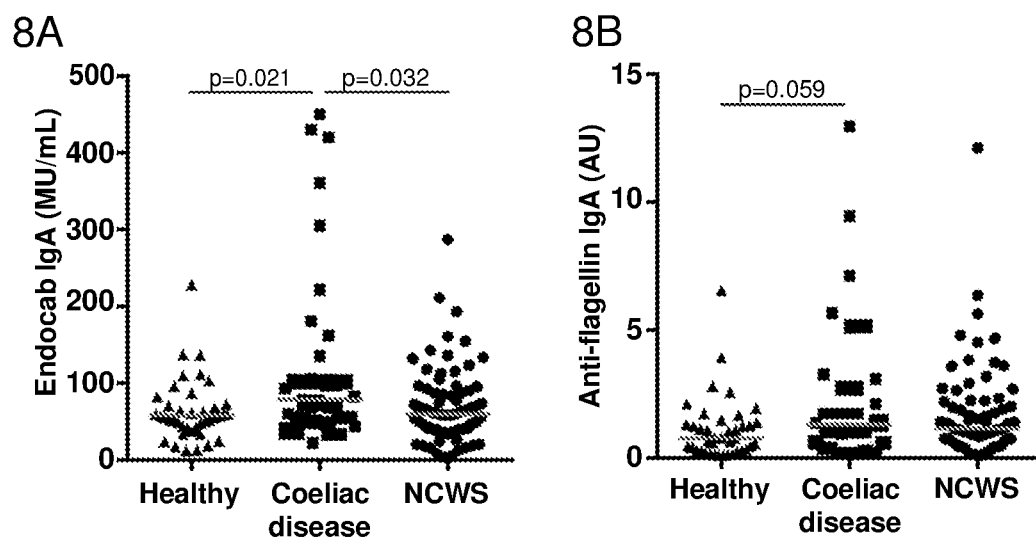 8A
Endocab IgA (MU/mL)
500
400
300
200
100
0
p=0.021
p=0.032
Healthy
Coeliac
disease
NCWS
8B
Anti-flagellin IgA (AU)
15
10
5
0
p=0.059
Healthy
Coeliac
disease
NCWS